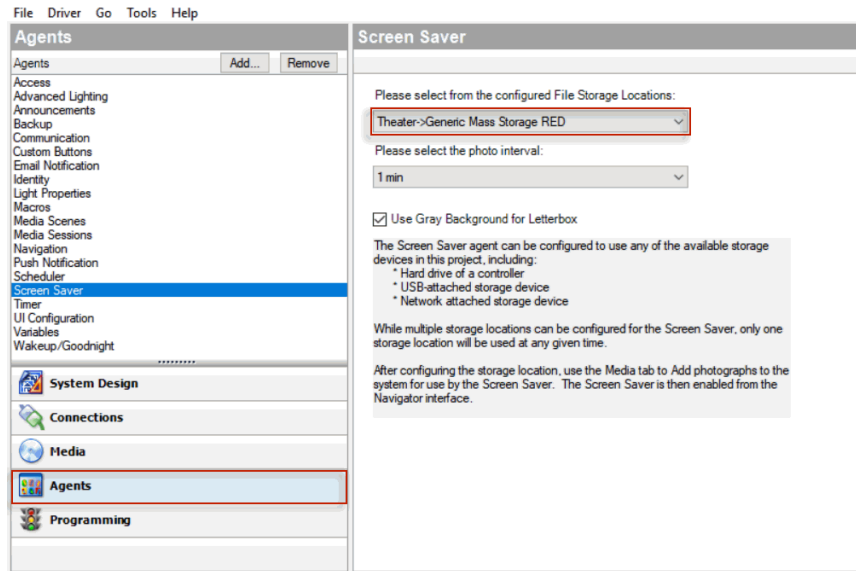 File Driver Go Tools Help
Agents
Agents Add... Remove
Access
Advanced Lighting
Announcements
Backup
Communication
Custom Buttons
Email Notification
Identity
Light Properties
Macros
Media Scenes
Media Sessions
Navigation
Push Notification
Scheduler
Screen Saver
Timer
UI Configuration
Variables
Wakeup/Goodnight
System Design
Connections
Media
Agents
Programming
Screen Saver
Please select from the configured File Storage Locations:
Theater->Generic Mass Storage RED
Please select the photo interval:
1 min
Use Gray Background for Letterbox
The Screen Saver agent can be configured to use any of the available storage
devices in this project, including:
* Hard drive of a controller
* USB-attached storage device
* Network attached storage device
While multiple storage locations can be configured for the Screen Saver, only one
storage location will be used at any given time.
After configuring the storage location, use the Media tab to Add photographs to the
system for use by the Screen Saver.  The Screen Saver is then enabled from the
Navigator interface.